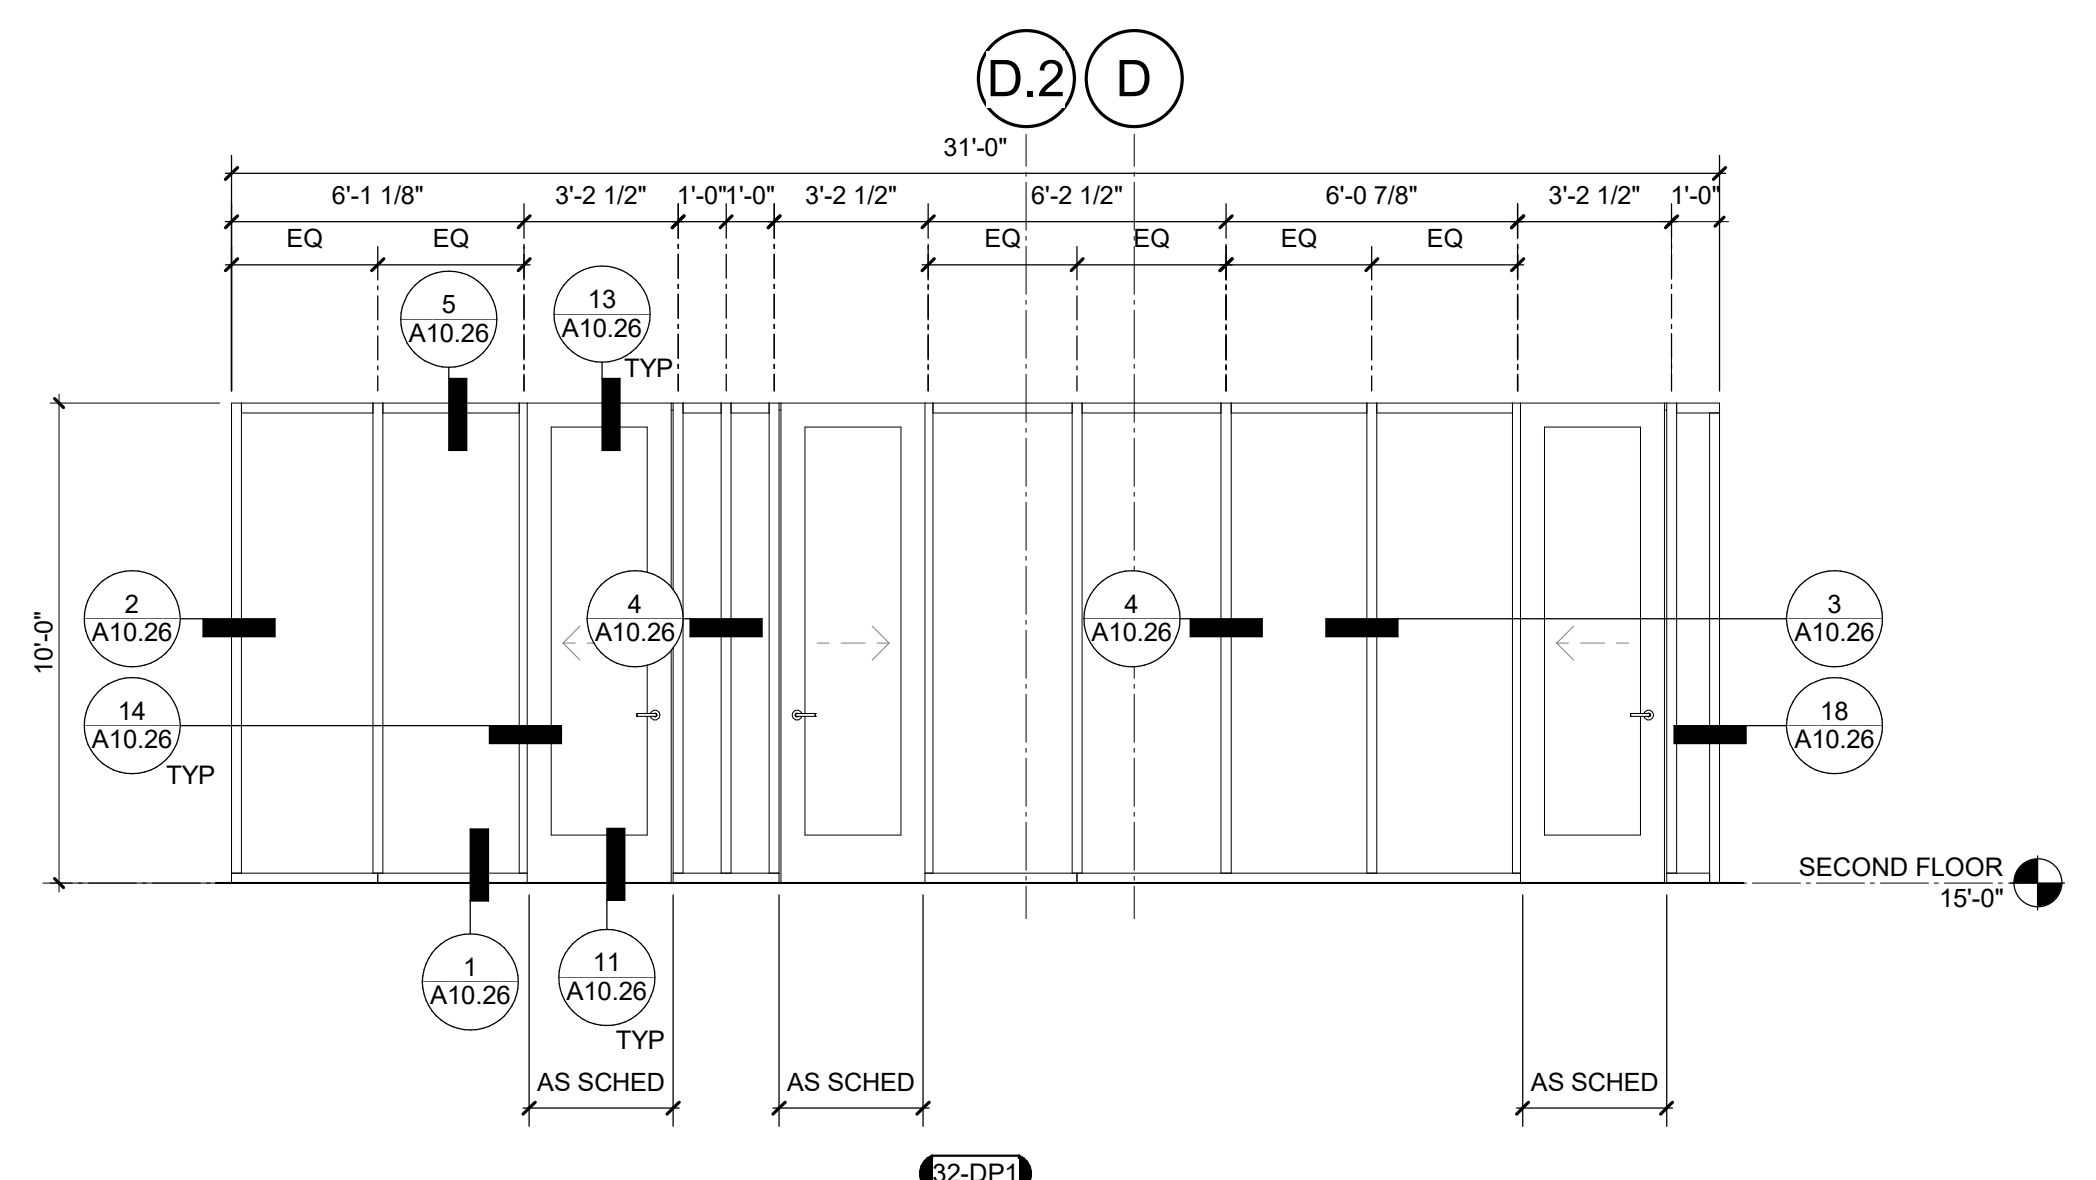 D.2 D
31'-0"
6'-1 1/8" 3'-2 1/2" 1'-0" 1'-0" 3'-2 1/2" 6'-2 1/2" 6'-0 7/8" 3'-2 1/2" 1'-0"
EQ EQ EQ EQ EQ EQ
5
A10.26
13
A10.26
TYP
10'-0"
2
A10.26
4
A10.26
4
A10.26
3
A10.26
14
A10.26
TYP
18
A10.26
SECOND FLOOR
15'-0"
1
A10.26
11
A10.26
TYP
AS SCHED AS SCHED AS SCHED
32-DP1